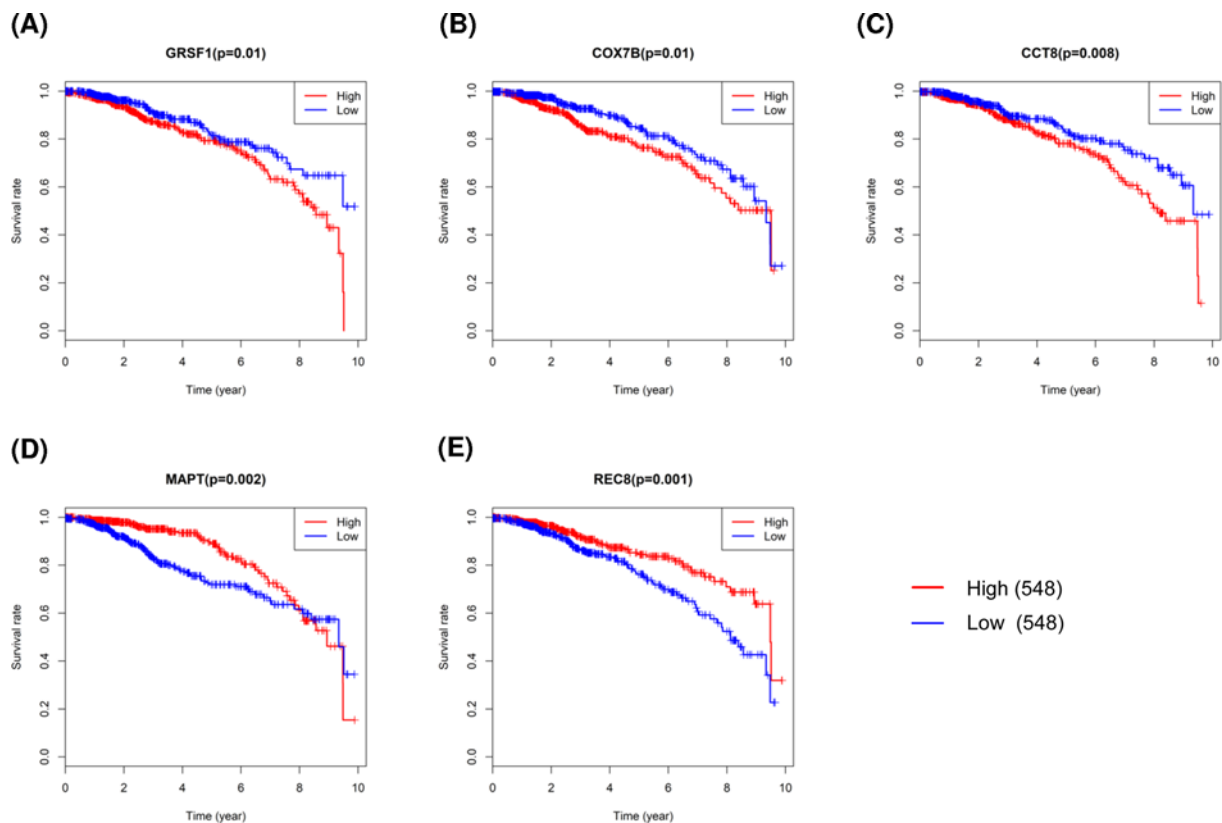 (A)
GRSF1(p=0.01)
High
Low
Survival rate
1.0
0.8
0.6
0.4
0.2
0.0
0 2 4 6 8 10
Time (year)
(B)
COX7B(p=0.01)
High
Low
Survival rate
1.0
0.8
0.6
0.4
0.2
0.0
0 2 4 6 8 10
Time (year)
(C)
CCT8(p=0.008)
High
Low
Survival rate
1.0
0.8
0.6
0.4
0.2
0.0
0 2 4 6 8 10
Time (year)
(D)
MAPT(p=0.002)
High
Low
Survival rate
1.0
0.8
0.6
0.4
0.2
0.0
0 2 4 6 8 10
Time (year)
(E)
REC8(p=0.001)
High
Low
Survival rate
1.0
0.8
0.6
0.4
0.2
0.0
0 2 4 6 8 10
Time (year)
High (548)
Low (548)